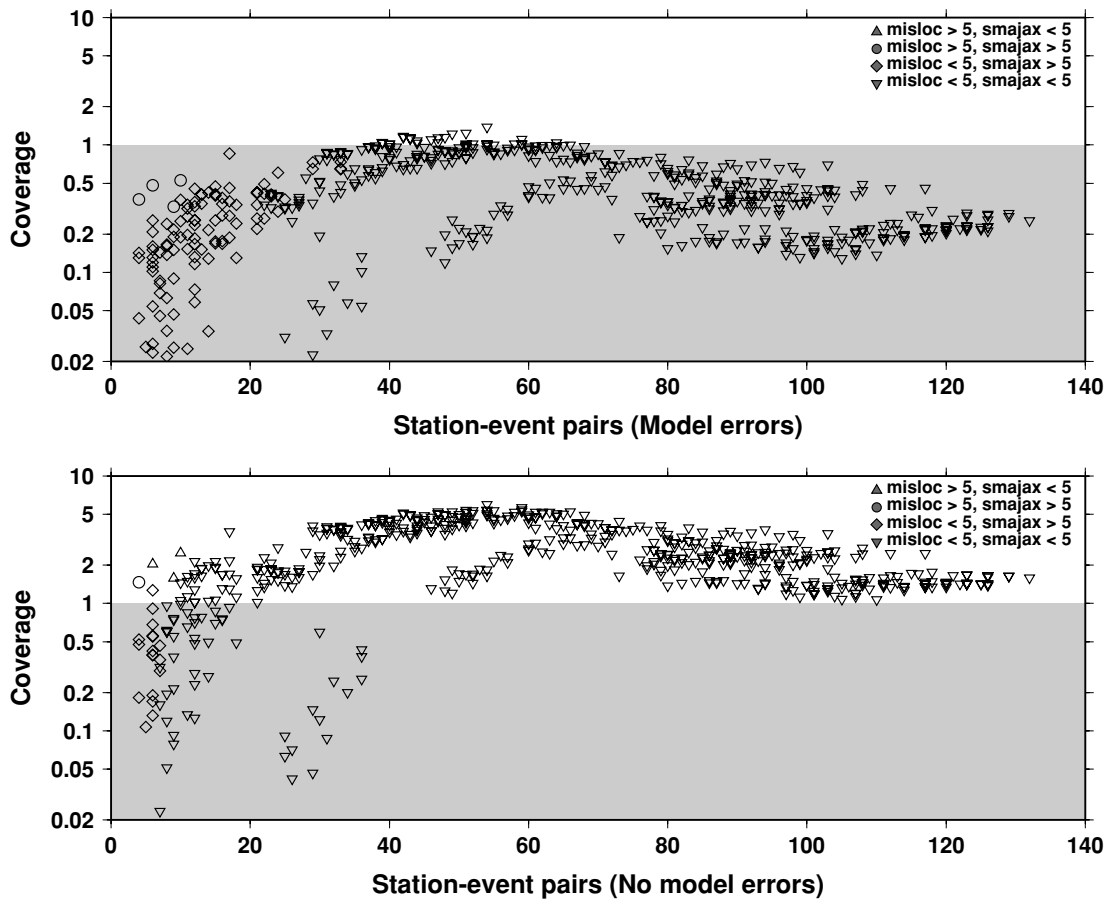 10
5
2
1
0.5
0.2
0.1
0.05
0.02
Coverage
misloc > 5, smajax < 5
misloc > 5, smajax > 5
misloc < 5, smajax > 5
misloc < 5, smajax < 5
0 20 40 60 80 100 120 140
Station-event pairs (Model errors)
10
5
2
1
0.5
0.2
0.1
0.05
0.02
Coverage
misloc > 5, smajax < 5
misloc > 5, smajax > 5
misloc < 5, smajax > 5
misloc < 5, smajax < 5
0 20 40 60 80 100 120 140
Station-event pairs (No model errors)